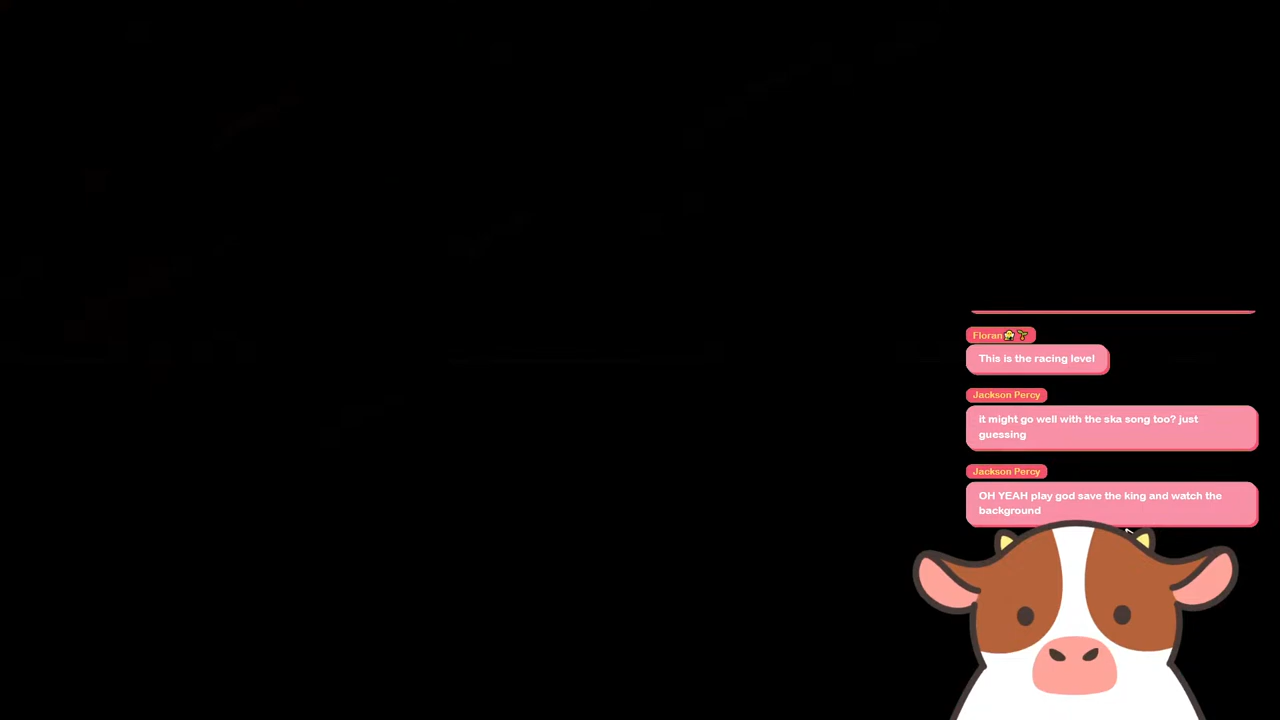 Floran
This is the racing level
Jackson Percy
it might go well with the ska song too? just
guessing
Jackson Percy
OH YEAH play god save the king and watch the
background